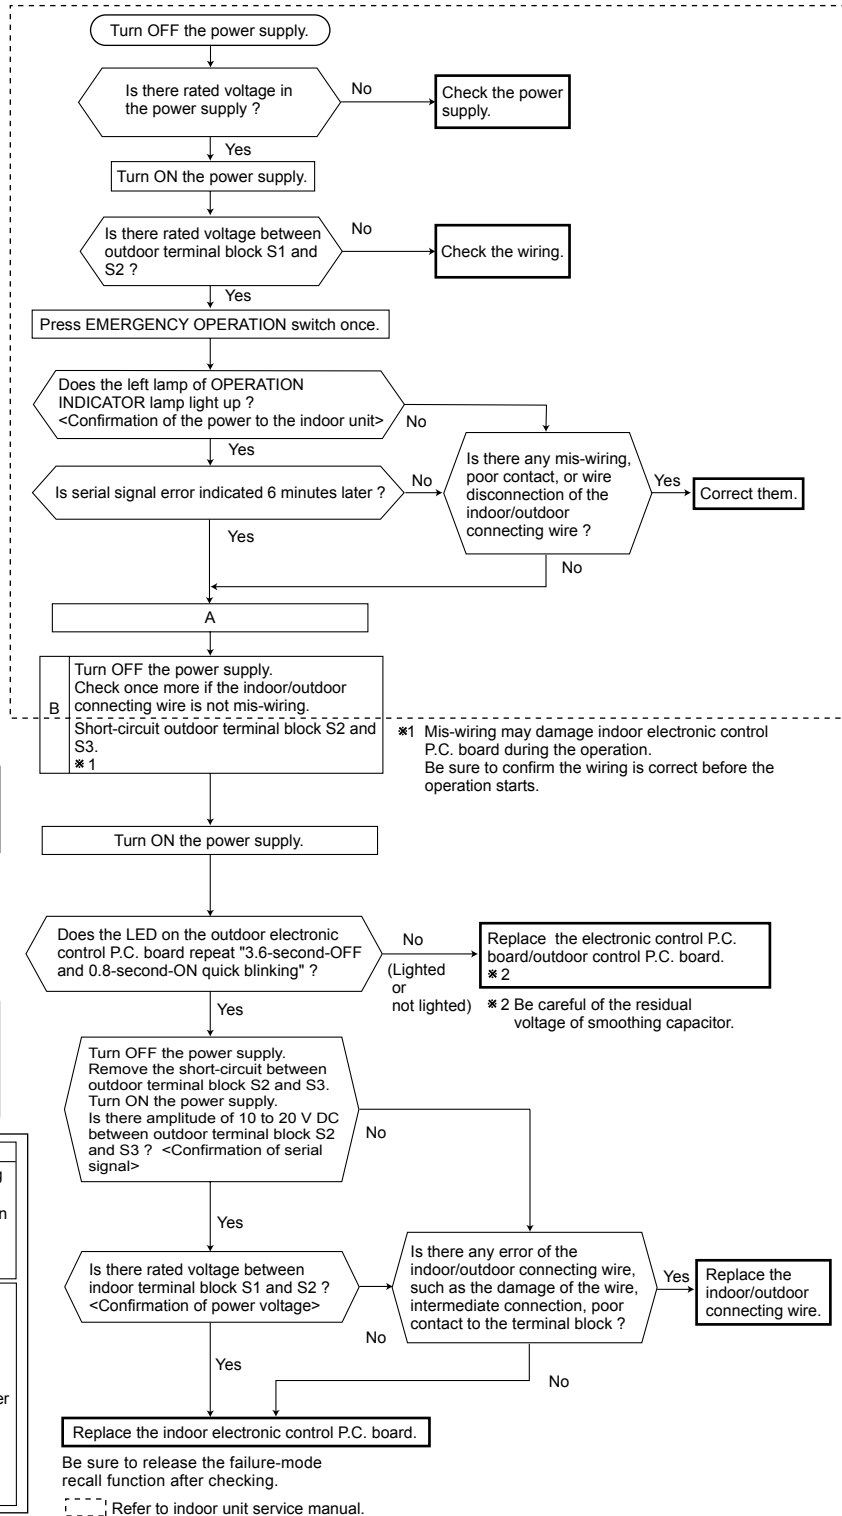 Turn OFF the power supply.
Is there rated voltage in
the power supply ?
No
Check the power
supply.
Yes
Turn ON the power supply.
Is there rated voltage between
outdoor terminal block S1 and
S2 ?
No
Check the wiring.
Yes
Press EMERGENCY OPERATION switch once.
Does the left lamp of OPERATION
INDICATOR lamp light up ?
<Confirmation of the power to the indoor unit>
No
Yes
Is serial signal error indicated 6 minutes later ?
No
Is there any mis-wiring,
poor contact, or wire
disconnection of the
indoor/outdoor
connecting wire ?
Yes
Correct them.
Yes
No
A
B
Turn OFF the power supply.
Check once more if the indoor/outdoor
connecting wire is not mis-wiring.
Short-circuit outdoor terminal block S2 and
S3.
※ 1
※1 Mis-wiring may damage indoor electronic control
P.C. board during the operation.
Be sure to confirm the wiring is correct before the
operation starts.
Turn ON the power supply.
Does the LED on the outdoor electronic
control P.C. board repeat "3.6-second-OFF
and 0.8-second-ON quick blinking" ?
No
(Lighted
or
not lighted)
Replace the electronic control P.C.
board/outdoor control P.C. board.
※ 2
※ 2 Be careful of the residual
voltage of smoothing capacitor.
Yes
Turn OFF the power supply.
Remove the short-circuit between
outdoor terminal block S2 and S3.
Turn ON the power supply.
Is there amplitude of 10 to 20 V DC
between outdoor terminal block S2
and S3 ? <Confirmation of serial
signal>
No
Yes
Is there rated voltage between
indoor terminal block S1 and S2 ?
<Confirmation of power voltage>
No
Is there any error of the
indoor/outdoor connecting wire,
such as the damage of the wire,
intermediate connection, poor
contact to the terminal block ?
Yes
Replace the
indoor/outdoor
connecting wire.
Yes
No
Replace the indoor electronic control P.C. board.
Be sure to release the failure-mode
recall function after checking.
Refer to indoor unit service manual.